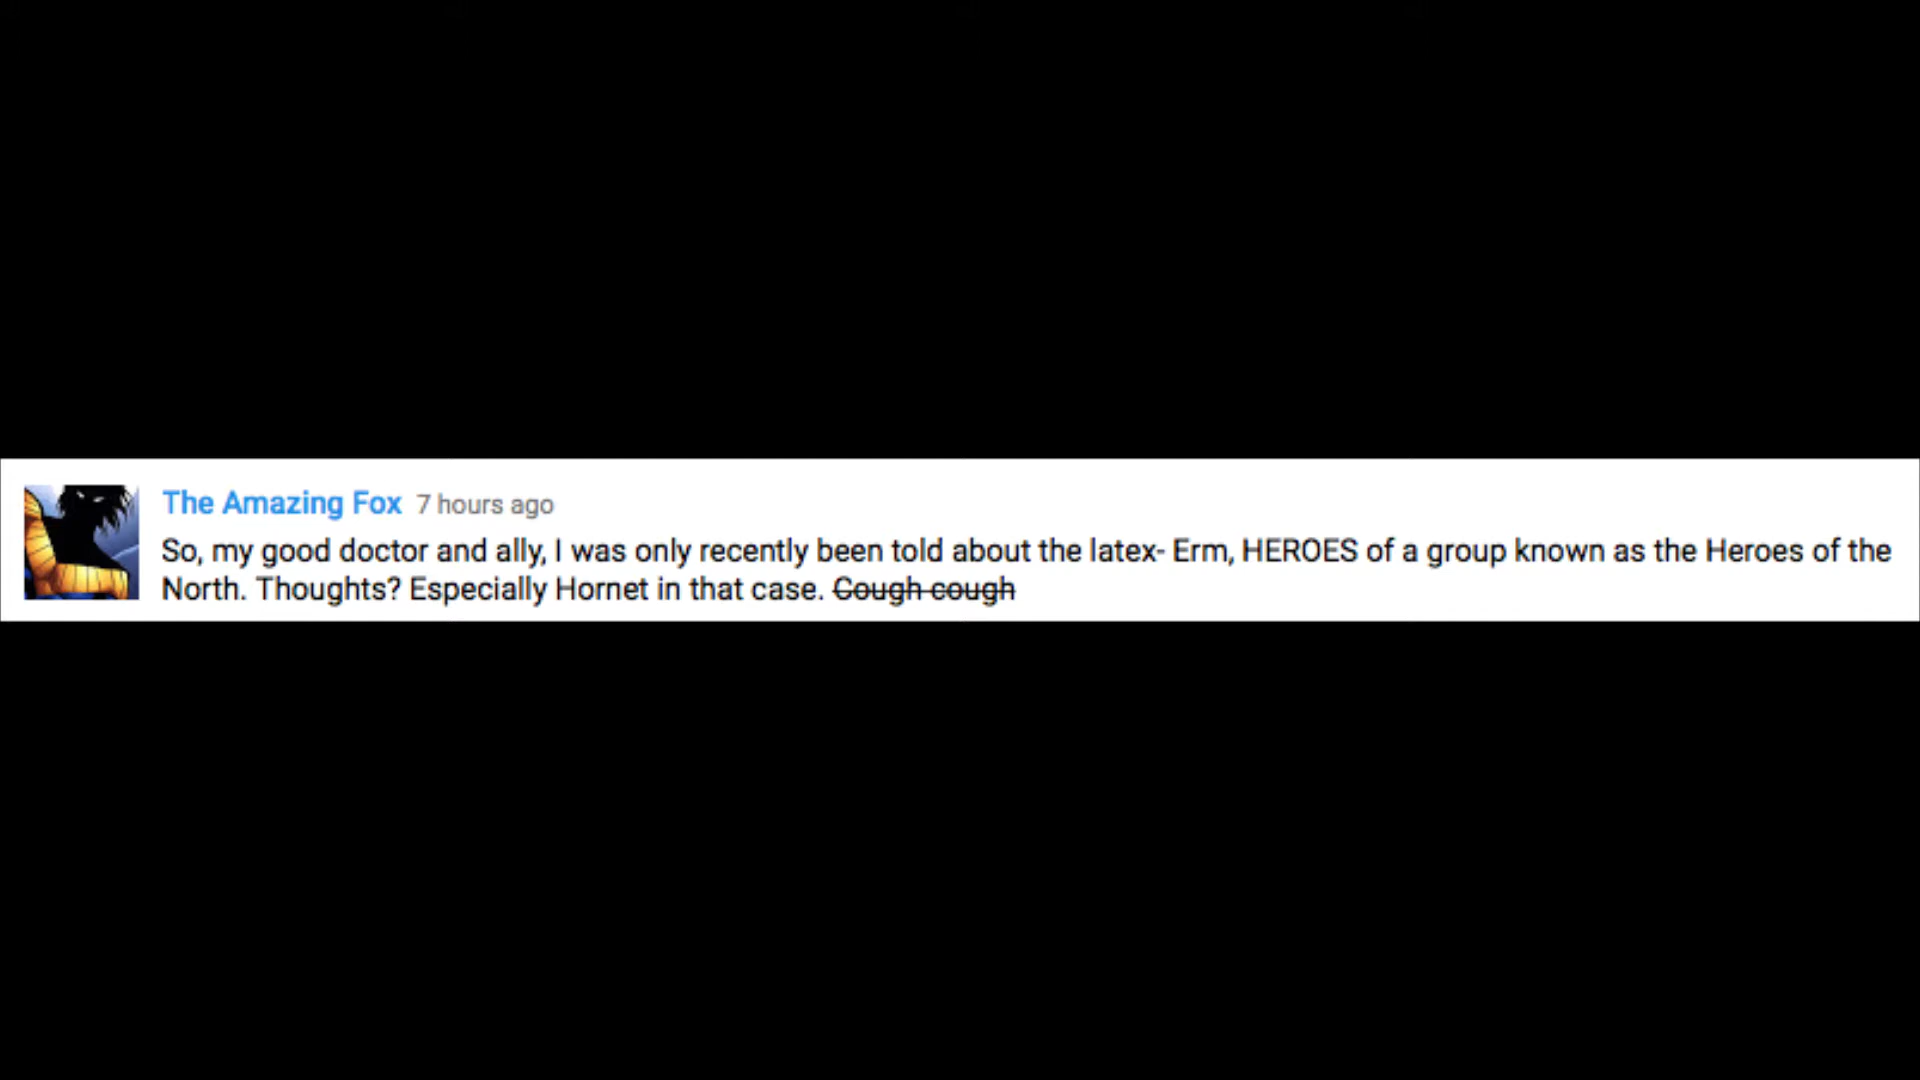 The Amazing Fox 7 hours ago
So, my good doctor and ally, I was only recently been told about the latex- Erm, HEROES of a group known as the Heroes of the
North. Thoughts? Especially Hornet in that case. Cough cough